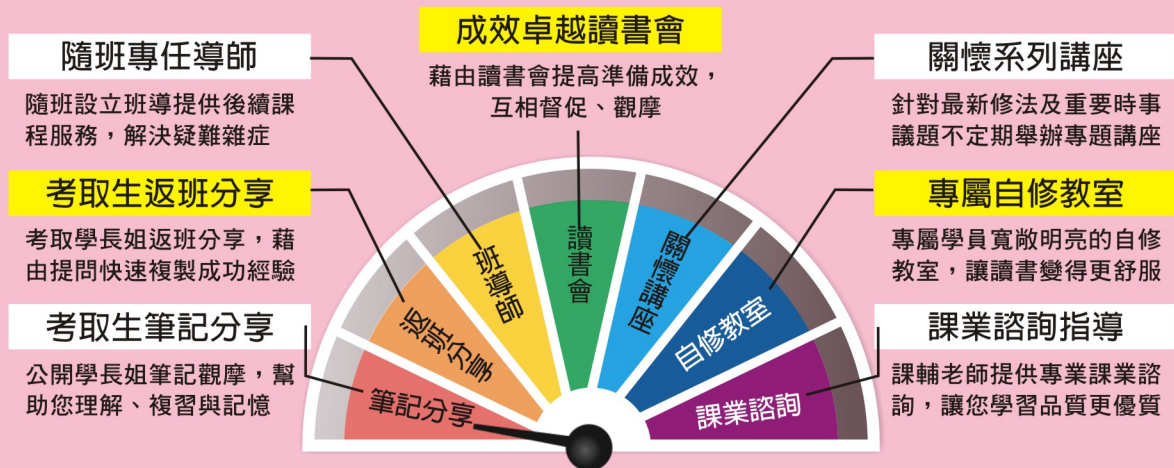 成效卓越讀書會
藉由讀書會提高準備成效，
互相督促、觀摩
隨班專任導師
隨班設立班導提供後續課
程服務，解決疑難雜症
考取生返班分享
考取學長姐返班分享，藉
由提問快速複製成功經驗
考取生筆記分享
公開學長姐筆記觀摩，幫
助您理解、複習與記憶
關懷系列講座
針對最新修法及重要時事
議題不定期舉辦專題講座
專屬自修教室
專屬學員寬敞明亮的自修
教室，讓讀書變得更舒服
課業諮詢指導
課輔老師提供專業課業諮
詢，讓您學習品質更優質
筆記分享
返班分享
班導師
讀書會
關懷講座
自修教室
課業諮詢